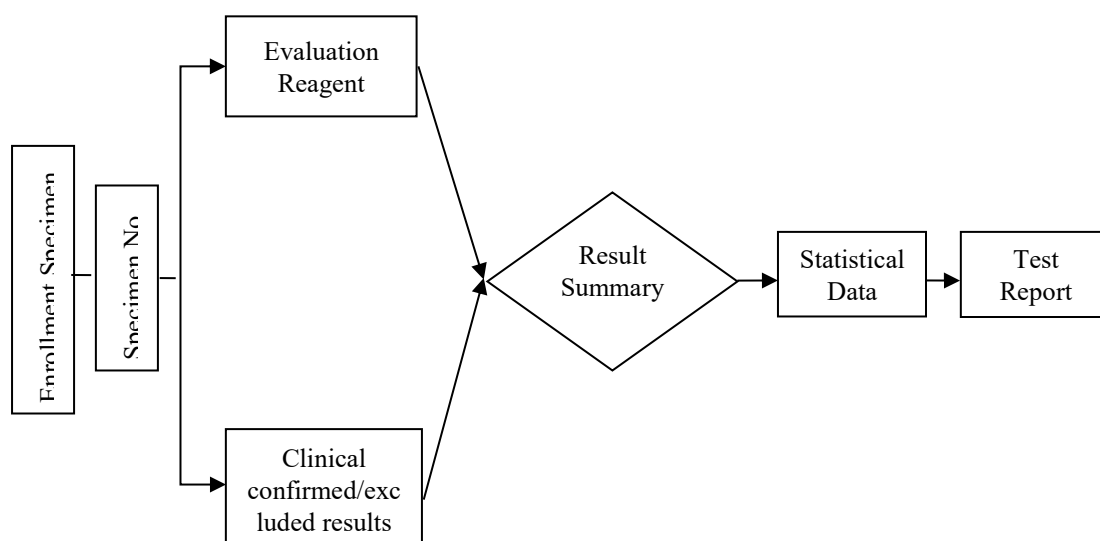 Evaluation
Reagent
Enrollment Specimen
Specimen No
Result
Summary
Statistical
Data
Test
Report
Clinical
confirmed/exc
luded results